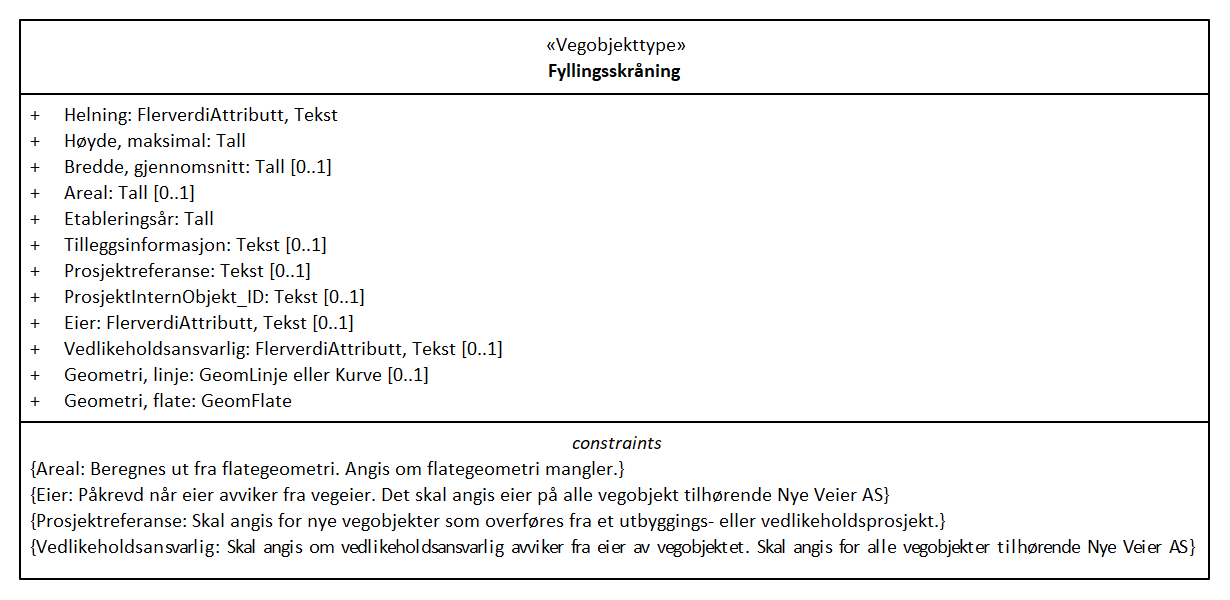 «Vegobjekttype»
Fyllingsskråning
+ Helning: FlerverdiAttributt, Tekst
+ Høyde, maksimal: Tall
+ Bredde, gjennomsnitt: Tall [0..1]
+ Areal: Tall [0..1]
+ Etableringsår: Tall
+ Tilleggsinformasjon: Tekst [0..1]
+ Prosjektreferanse: Tekst [0..1]
+ ProsjektInternObjekt_ID: Tekst [0..1]
+ Eier: FlerverdiAttributt, Tekst [0..1]
+ Vedlikeholdsansvarlig: FlerverdiAttributt, Tekst [0..1]
+ Geometri, linje: GeomLinje eller Kurve [0..1]
+ Geometri, flate: GeomFlate
constraints
{Areal: Beregnes ut fra flategeometri. Angis om flategeometri mangler.}
{Eier: Påkrevd når eier avviker fra vegeier. Det skal angis eier på alle vegobjekt tilhørende Nye Veier AS}
{Prosjektreferanse: Skal angis for nye vegobjekter som overføres fra et utbyggings- eller vedlikeholdsprosjekt.}
{Vedlikeholdsansvarlig: Skal angis om vedlikeholdsansvarlig avviker fra eier av vegobjektet. Skal angis for alle vegobjekter tilhørende Nye Veier AS}